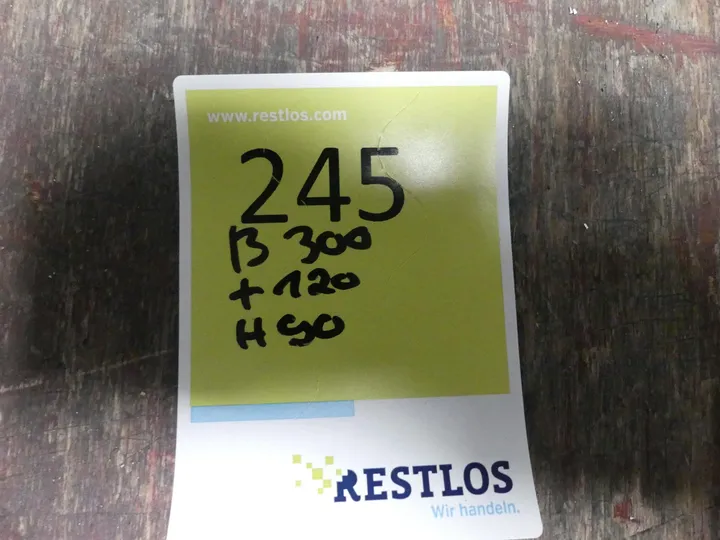 www.restlos.com
245
B 300
+ 120
H 90
RESTLOS
Wir handeln.